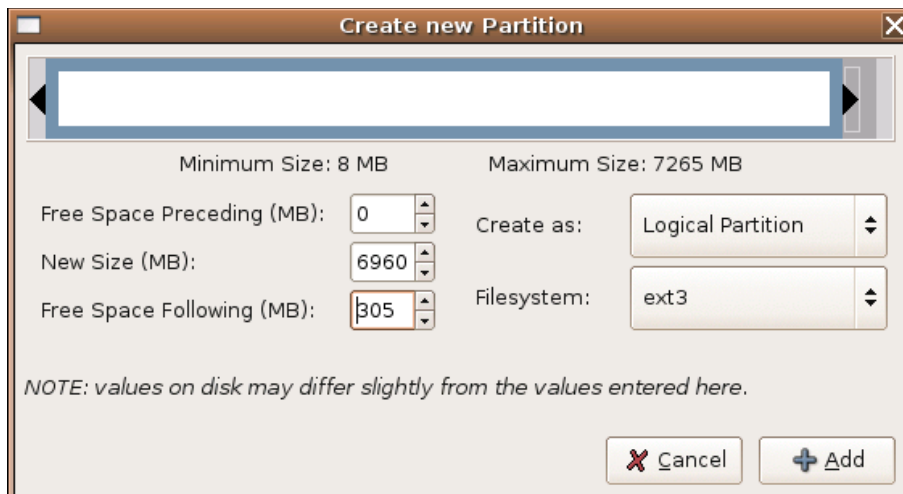 Create new Partition
Minimum Size: 8 MB Maximum Size: 7265 MB
Free Space Preceding (MB): 0
Create as: Logical Partition
New Size (MB): 6960
Filesystem: ext3
Free Space Following (MB): 305
NOTE: values on disk may differ slightly from the values entered here.
Cancel Add